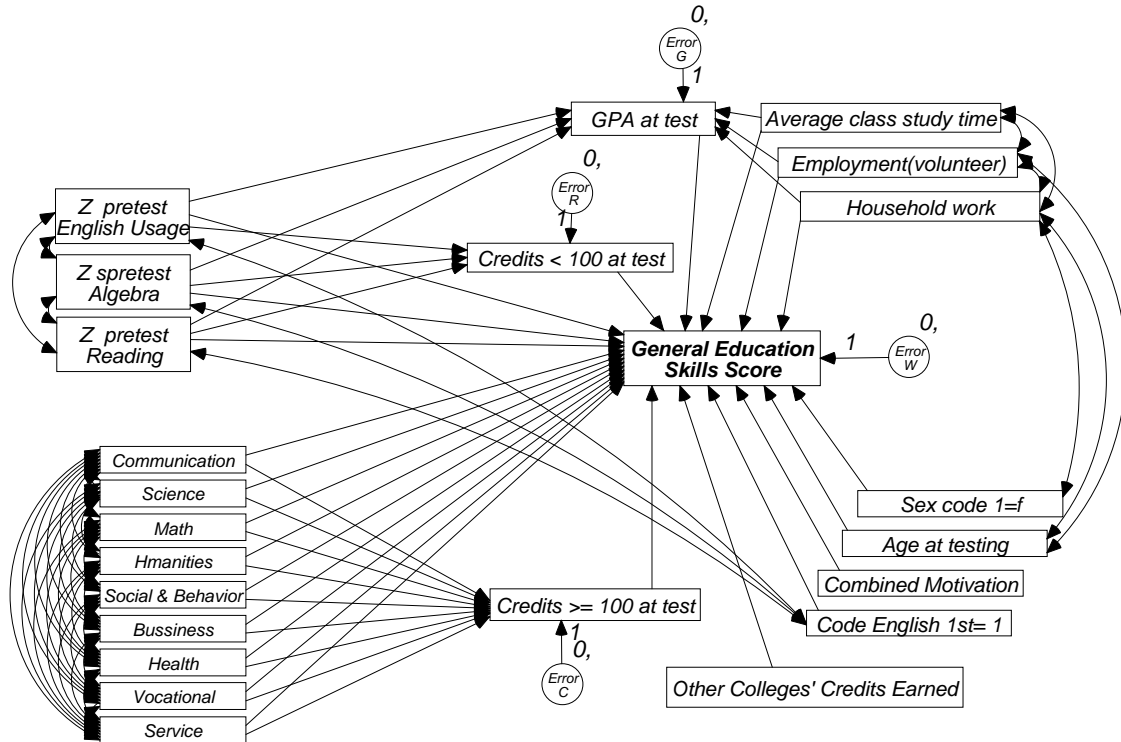 0,
Error
G
1
GPA at test
Average class study time
Employment(volunteer)
Household work
0,
Error
R
1
Z pretest
English Usage
Credits < 100 at test
Z spretest
Algebra
Z pretest
Reading
General Education
Skills Score
1
0,
Error
W
Communication
Science
Math
Hmanities
Social & Behavior
Bussiness
Health
Vocational
Service
Sex code 1=f
Age at testing
Combined Motivation
Code English 1st= 1
Credits >= 100 at test
1
0,
Error
C
Other Colleges' Credits Earned